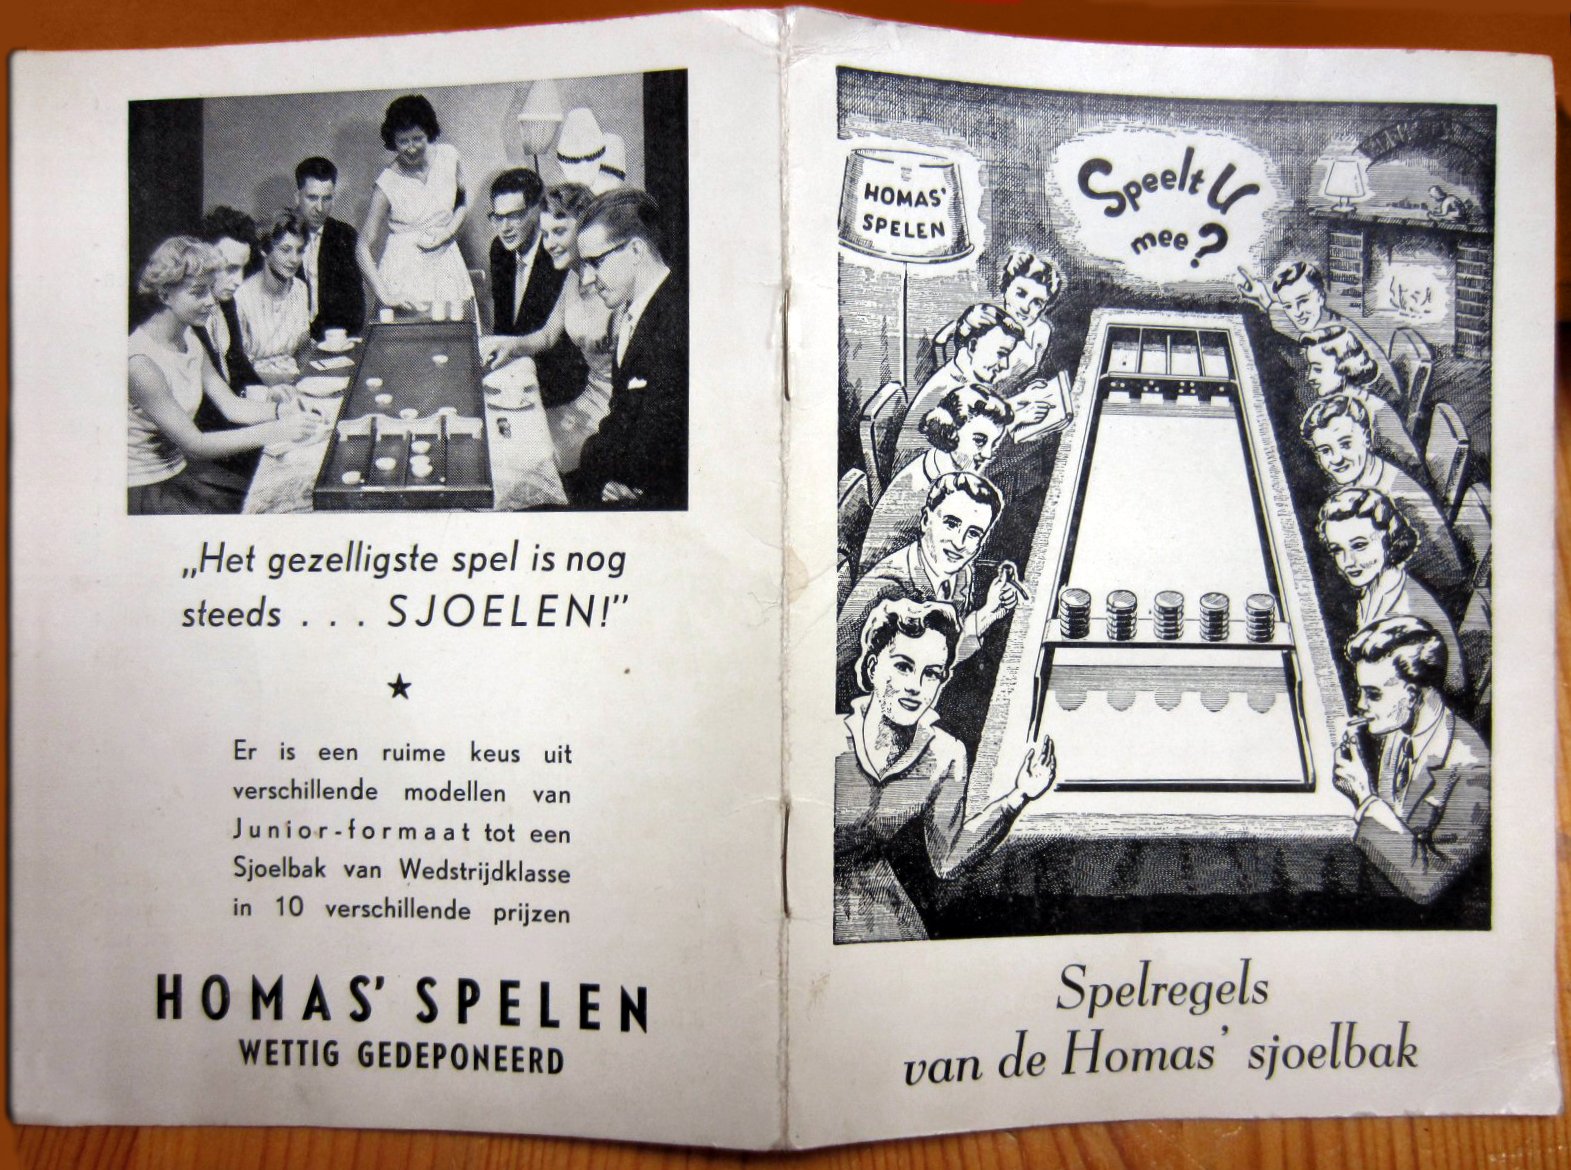 „Het gezelligste spel is nog
steeds . . . SJOELEN!”
★
Er is een ruime keus uit
verschillende modellen van
Junior-formaat tot een
Sjoelbak van Wedstrijdklasse
in 10 verschillende prijzen
HOMAS’ SPELEN
WETTIG GEDEPONEERD
HOMAS’
SPELEN
Speelt U
mee?
Spelregels
van de Homas’ sjoelbak